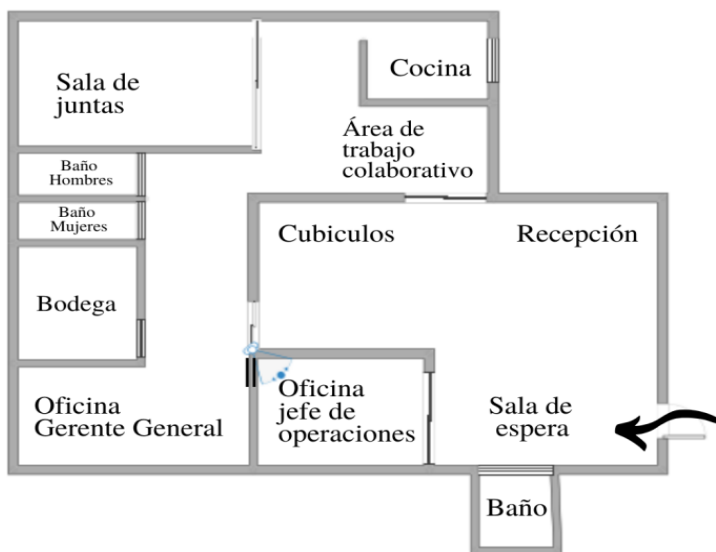 Sala de
juntas
Cocina
Área de
trabajo
colaborativo
Baño
Hombres
Baño
Mujeres
Cubiculos
Recepción
Bodega
Oficina
Gerente General
Oficina
jefe de
operaciones
Sala de
espera
Baño